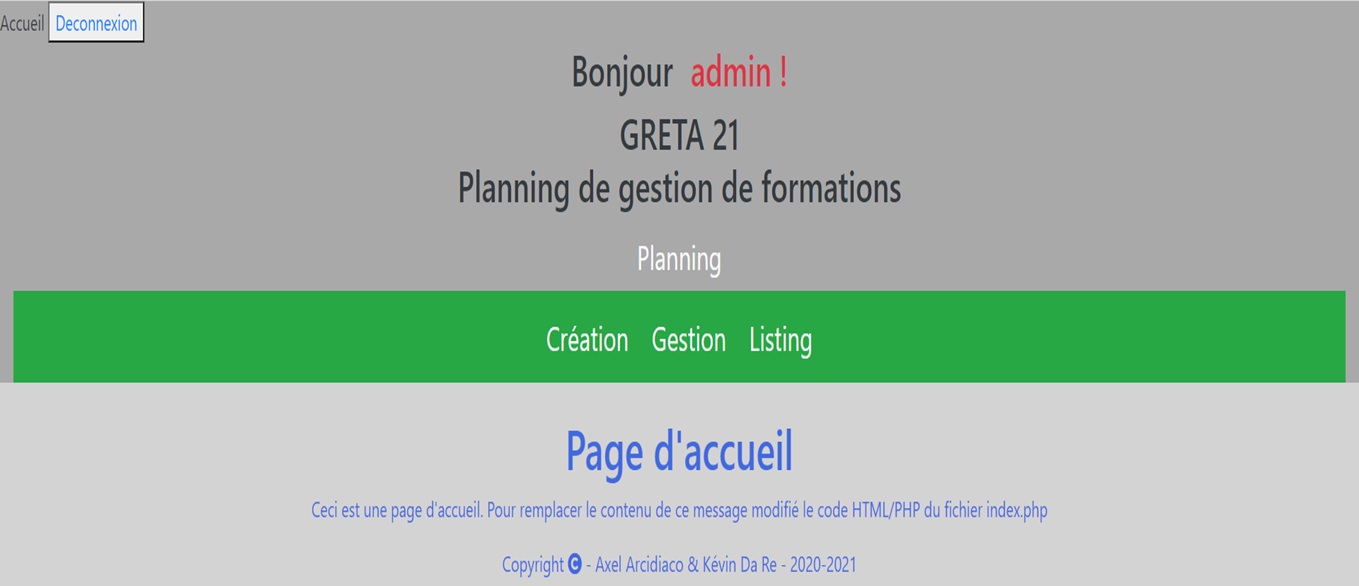 Accueil Deconnexion
Bonjour admin !
GRETA 21
Planning de gestion de formations
Planning
Création Gestion Listing
Page d'accueil
Ceci est une page d'accueil. Pour remplacer le contenu de ce message modifié le code HTML/PHP du fichier index.php
Copyright © - Axel Arcidiaco & Kévin Da Re - 2020-2021